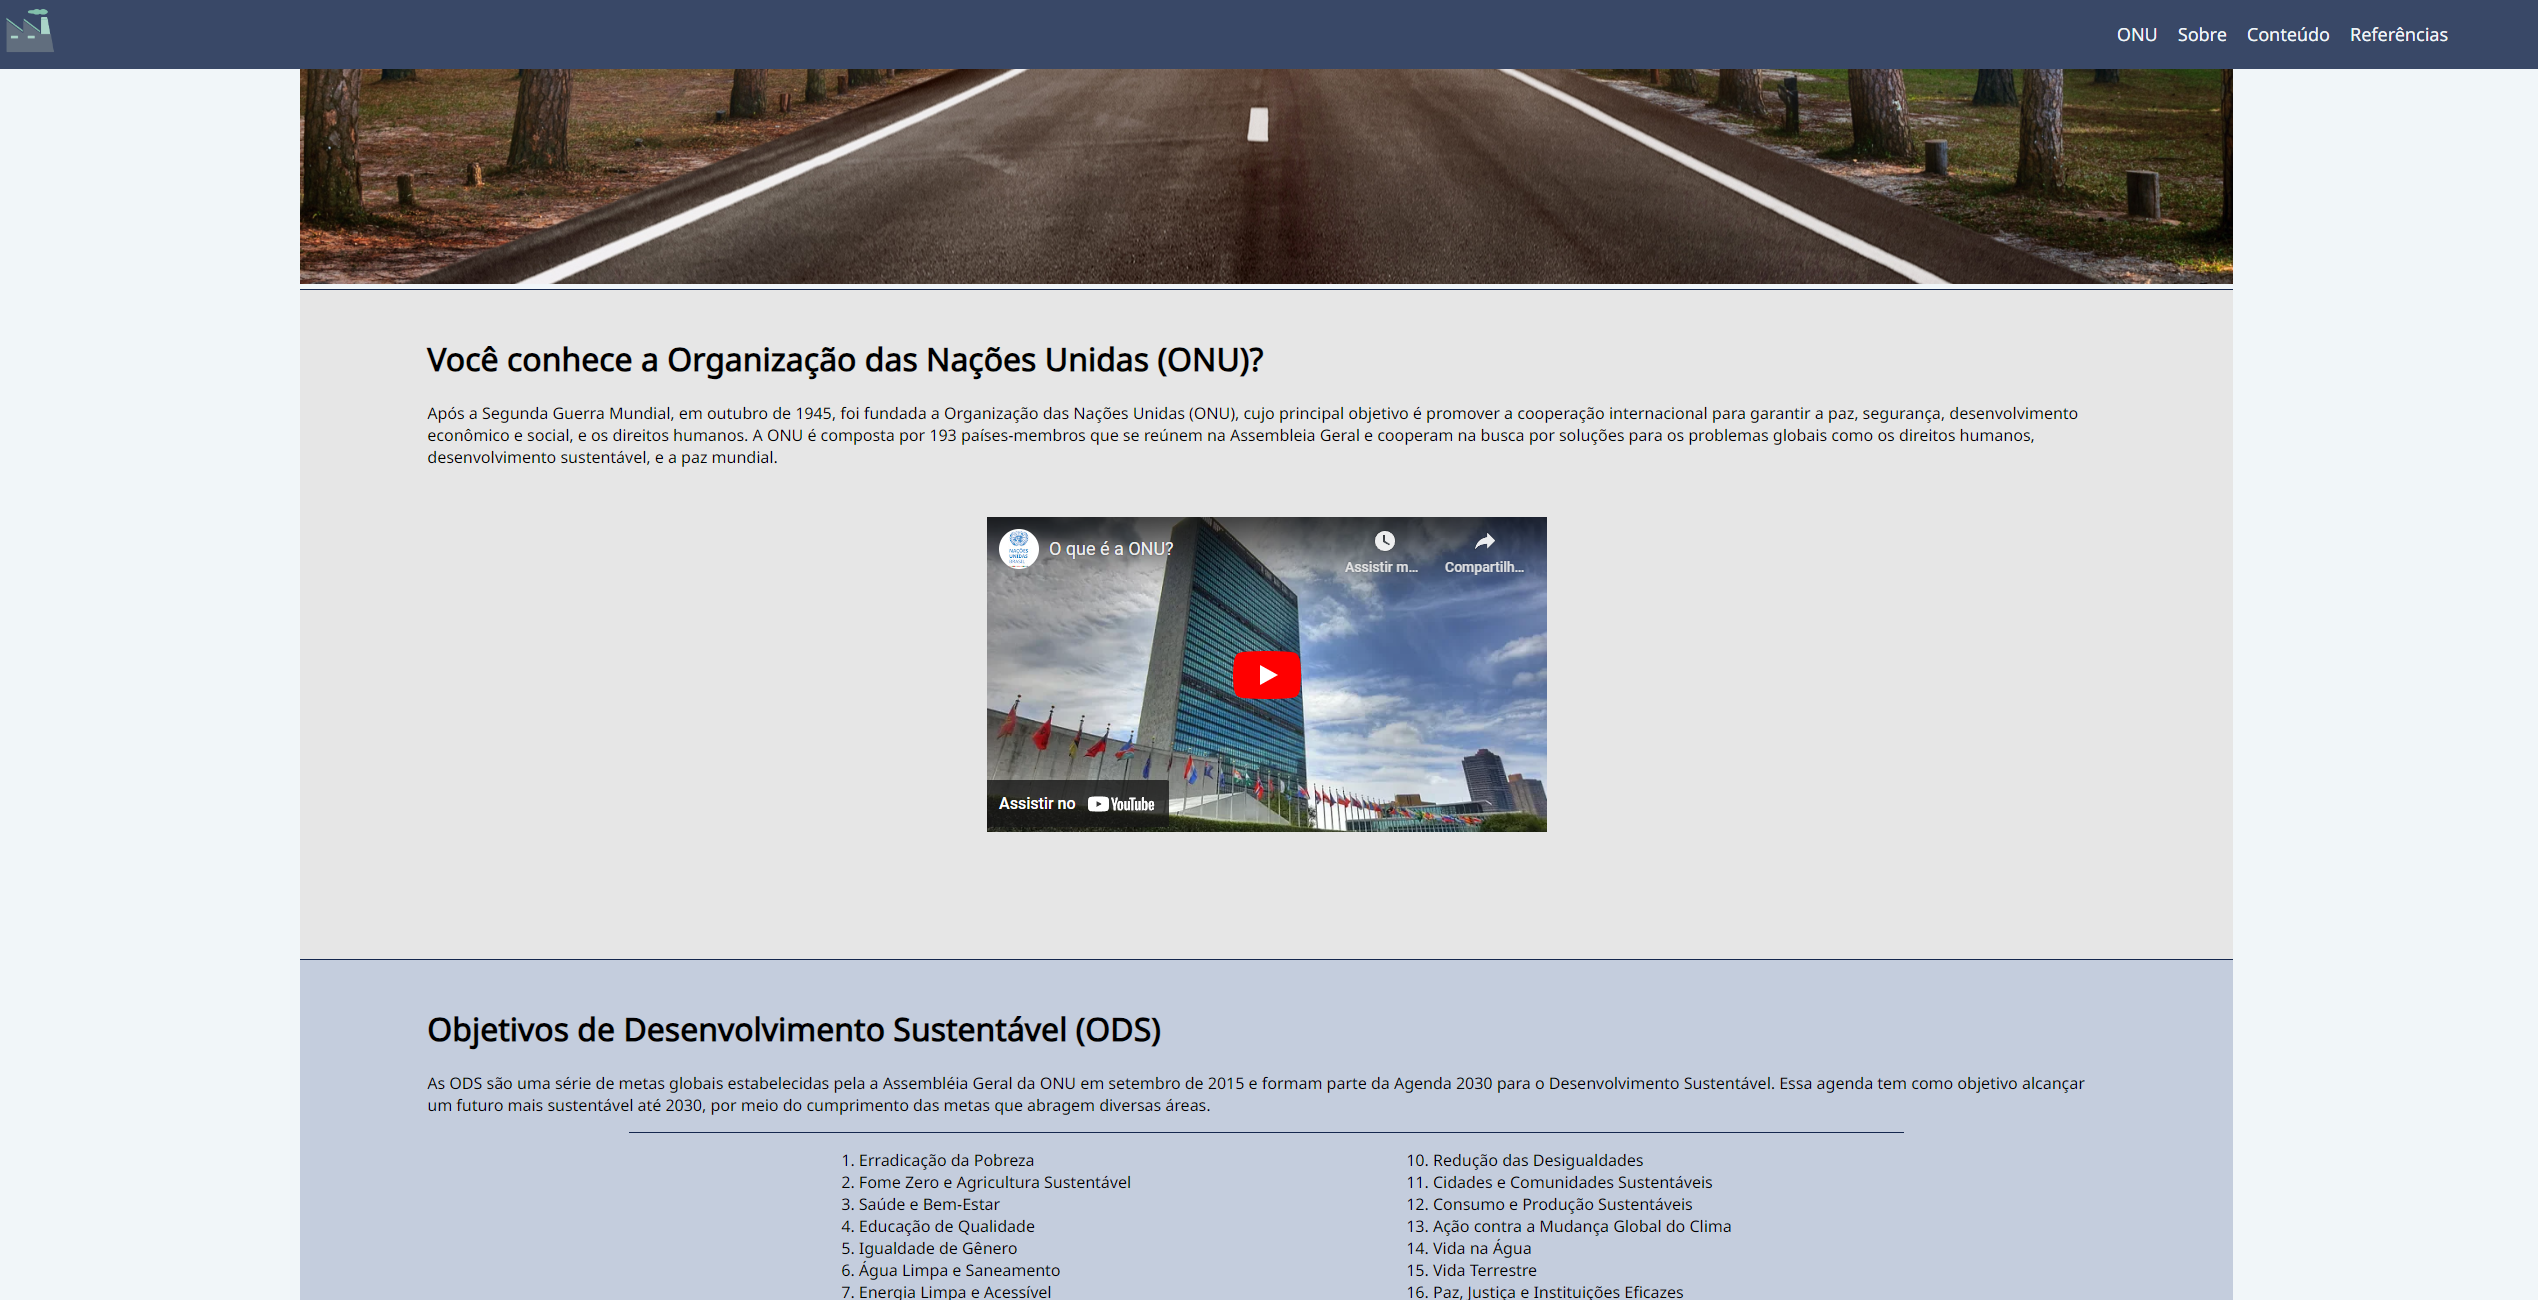 ONU Sobre Conteúdo Referências
Você conhece a Organização das Nações Unidas (ONU)?
Após a Segunda Guerra Mundial, em outubro de 1945, foi fundada a Organização das Nações Unidas (ONU), cujo principal objetivo é promover a cooperação internacional para garantir a paz, segurança, desenvolvimento
econômico e social, e os direitos humanos. A ONU é composta por 193 países-membros que se reúnem na Assembleia Geral e cooperam na busca por soluções para os problemas globais como os direitos humanos,
desenvolvimento sustentável, e a paz mundial.
NAÇÕES
UNIDAS
BRASIL
O que é a ONU?
Assistir m...
Compartilh...
Assistir no YouTube
Objetivos de Desenvolvimento Sustentável (ODS)
As ODS são uma série de metas globais estabelecidas pela a Assembléia Geral da ONU em setembro de 2015 e formam parte da Agenda 2030 para o Desenvolvimento Sustentável. Essa agenda tem como objetivo alcançar
um futuro mais sustentável até 2030, por meio do cumprimento das metas que abragem diversas áreas.
1. Erradicação da Pobreza
2. Fome Zero e Agricultura Sustentável
3. Saúde e Bem-Estar
4. Educação de Qualidade
5. Igualdade de Gênero
6. Água Limpa e Saneamento
7. Energia Limpa e Acessível
10. Redução das Desigualdades
11. Cidades e Comunidades Sustentáveis
12. Consumo e Produção Sustentáveis
13. Ação contra a Mudança Global do Clima
14. Vida na Água
15. Vida Terrestre
16. Paz, Justiça e Instituições Eficazes